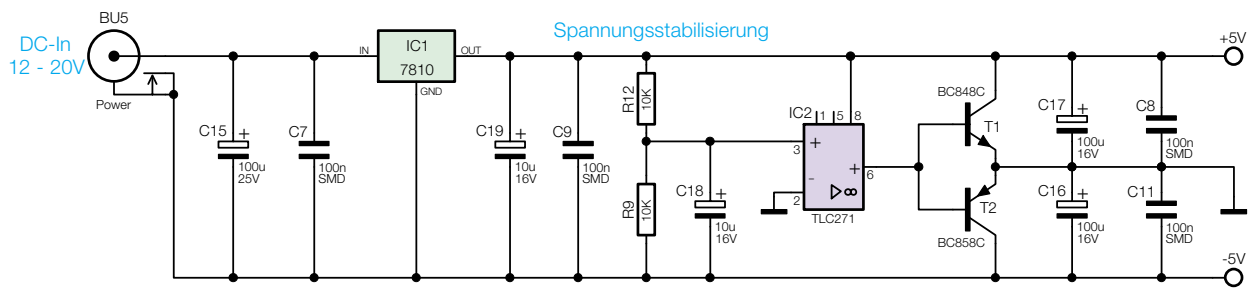 BU5
DC-In
12 - 20V
Power
Spannungsstabilisierung
IN
IC1
7810
OUT
GND
C15
+
100u
25V
C7
100n
SMD
C19
+
10u
16V
C9
100n
SMD
R12
10K
R9
10K
C18
+
10u
16V
IC2
1
5
8
3
+
-
2
+
6
▷∞
TLC271
BC848C
T1
T2
BC858C
C17
+
100u
16V
C8
100n
SMD
C16
+
100u
16V
C11
100n
SMD
+5V
-5V